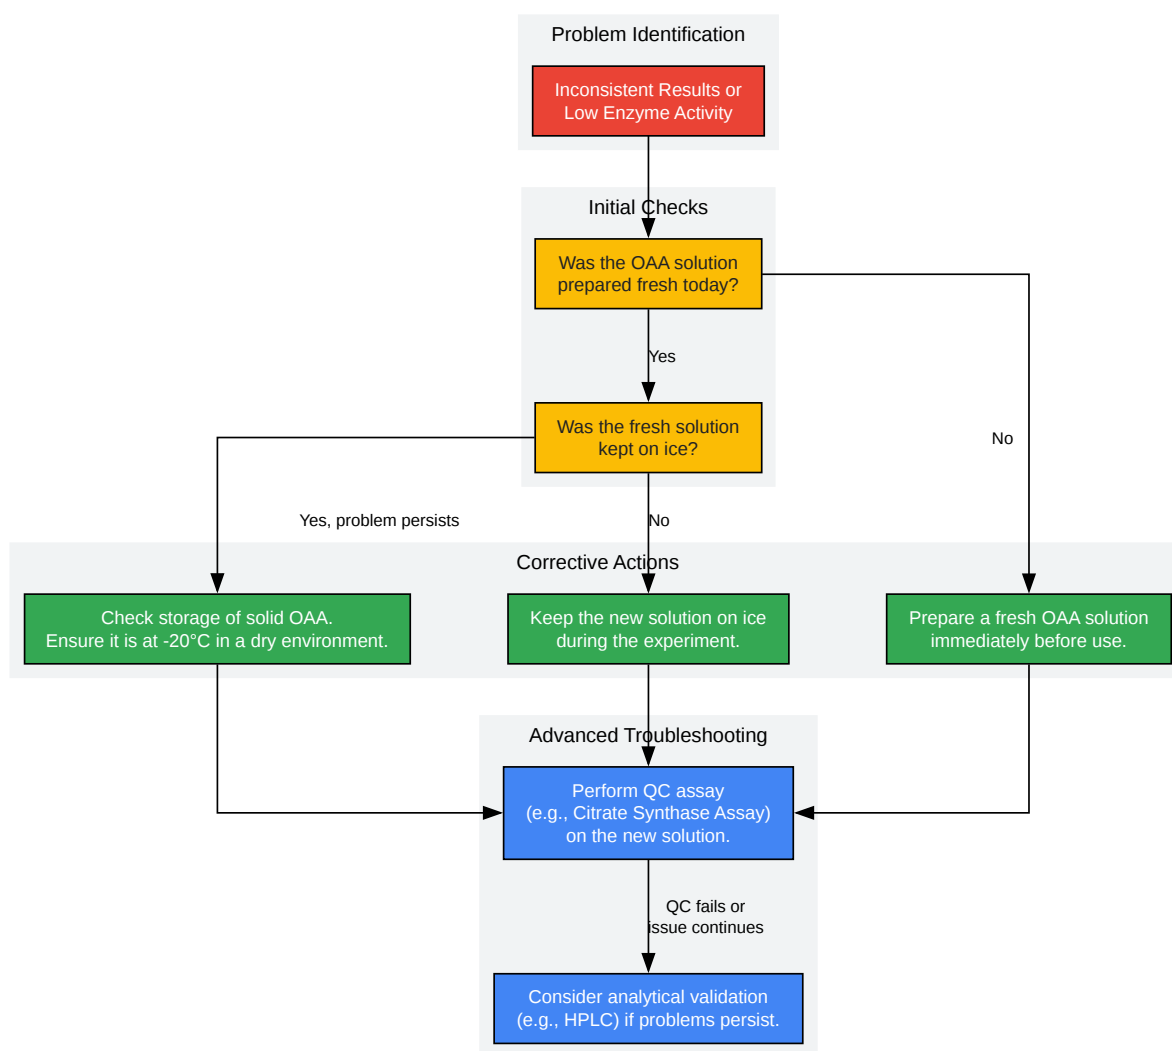 Problem Identification
Inconsistent Results or
Low Enzyme Activity
Initial Checks
Was the OAA solution
prepared fresh today?
Yes
Was the fresh solution
kept on ice?
No
Yes, problem persists
No
Corrective Actions
Check storage of solid OAA.
Ensure it is at -20°C in a dry environment.
Keep the new solution on ice
during the experiment.
Prepare a fresh OAA solution
immediately before use.
Advanced Troubleshooting
Perform QC assay
(e.g., Citrate Synthase Assay)
on the new solution.
QC fails or
issue continues
Consider analytical validation
(e.g., HPLC) if problems persist.